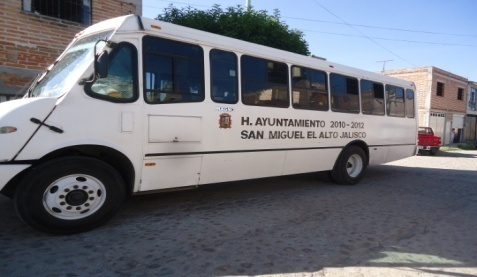 H. AYUNTAMIENTO 2010-2012
SAN MIGUEL EL ALTO JALISCO